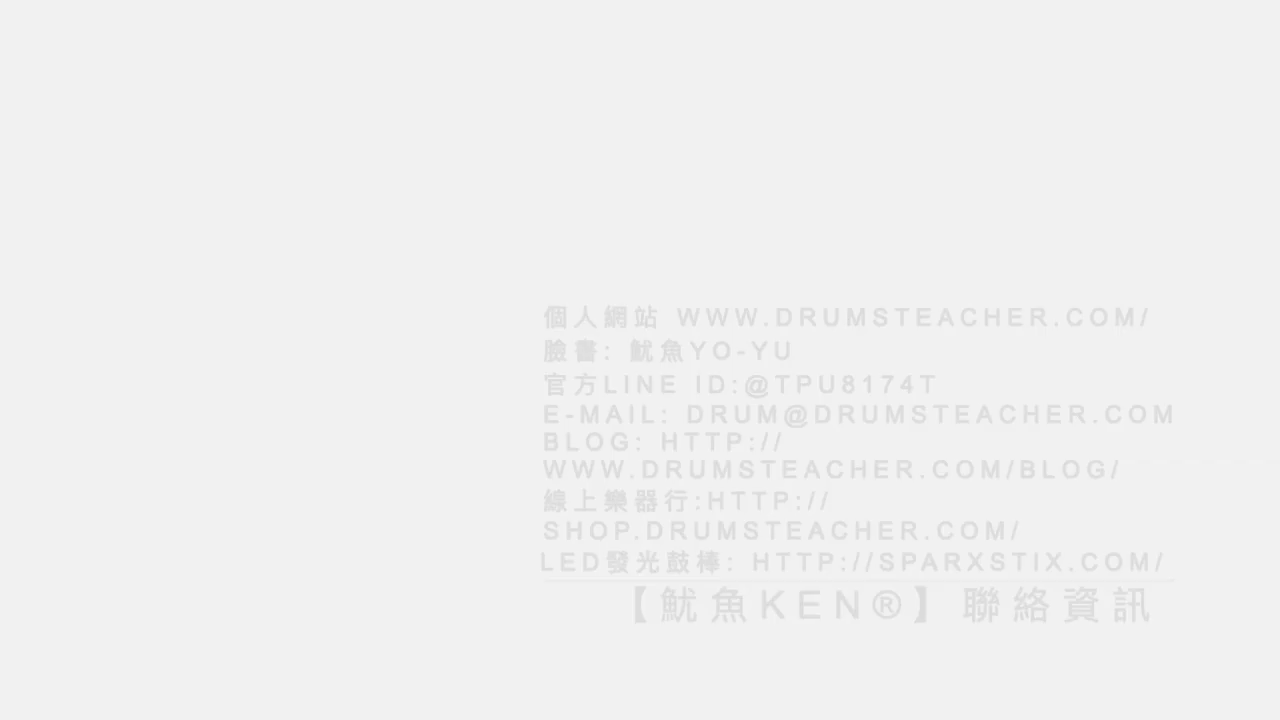 個人網站 WWW.DRUMSTEACHER.COM/
臉書: 魷魚YO-YU
官方LINE ID:@TPU8174T
E-MAIL: DRUM@DRUMSTEACHER.COM
BLOG: HTTP://
WWW.DRUMSTEACHER.COM/BLOG/
線上樂器行:HTTP://
SHOP.DRUMSTEACHER.COM/
LED發光鼓棒: HTTP://SPARXSTIX.COM/
【魷魚KEN®】聯絡資訊